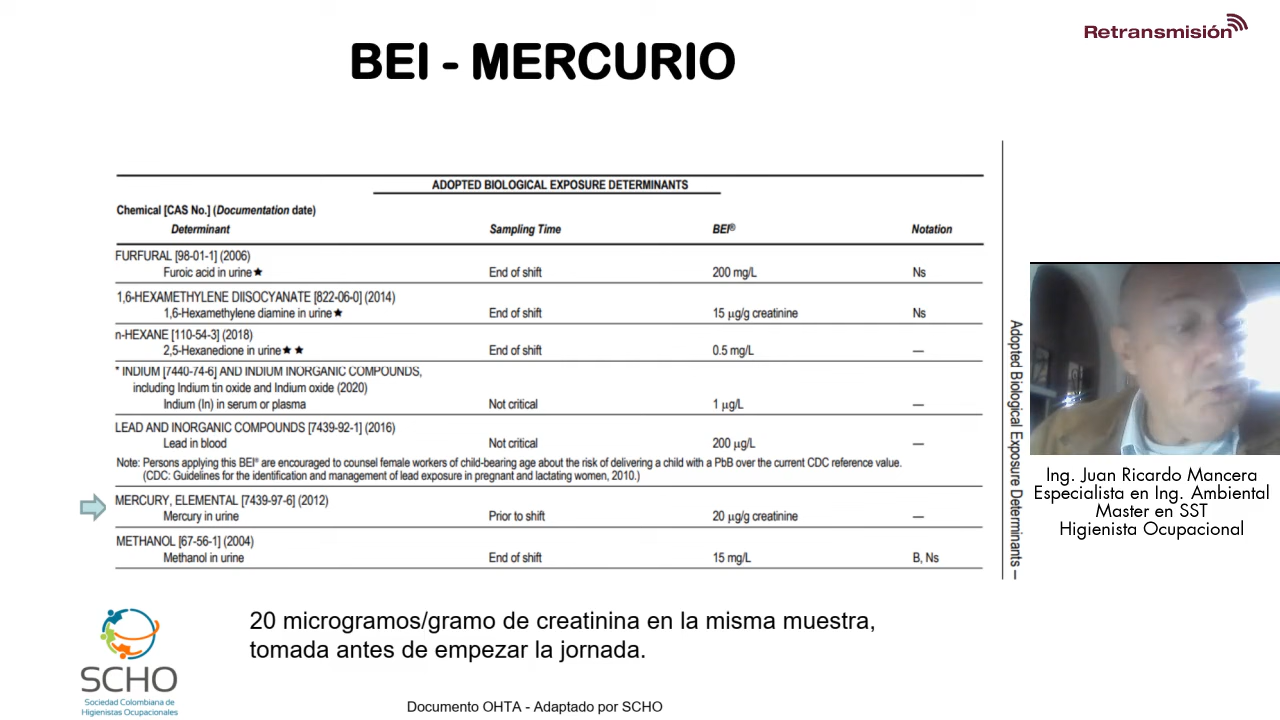 Retransmisión
BEI - MERCURIO
ADOPTED BIOLOGICAL EXPOSURE DETERMINANTS
Chemical [CAS No.] (Documentation date)
Determinant Sampling Time BEI® Notation
FURFURAL [98-01-1] (2006)
Furoic acid in urine★ End of shift 200 mg/L Ns
1,6-HEXAMETHYLENE DIISOCYANATE [822-06-0] (2014)
1,6-Hexamethylene diamine in urine★ End of shift 15 µg/g creatinine Ns
n-HEXANE [110-54-3] (2018)
2,5-Hexanedione in urine★★ End of shift 0.5 mg/L —
* INDIUM [7440-74-6] AND INDIUM INORGANIC COMPOUNDS,
including Indium tin oxide and Indium oxide (2020)
Indium (In) in serum or plasma Not critical 1 µg/L —
LEAD AND INORGANIC COMPOUNDS [7439-92-1] (2016)
Lead in blood Not critical 200 µg/L —
Note: Persons applying this BEI® are encouraged to counsel female workers of child-bearing age about the risk of delivering a child with a PbB over the current CDC reference value.
(CDC: Guidelines for the identification and management of lead exposure in pregnant and lactating women, 2010.)
MERCURY, ELEMENTAL [7439-97-6] (2012)
Mercury in urine Prior to shift 20 µg/g creatinine —
METHANOL [67-56-1] (2004)
Methanol in urine End of shift 15 mg/L B, Ns
Adopted Biological Exposure Determinants —
Ing. Juan Ricardo Mancera
Especialista en Ing. Ambiental
Master en SST
Higienista Ocupacional
20 microgramos/gramo de creatinina en la misma muestra,
tomada antes de empezar la jornada.
SCHO
Sociedad Colombiana de
Higienistas Ocupacionales
Documento OHTA - Adaptado por SCHO